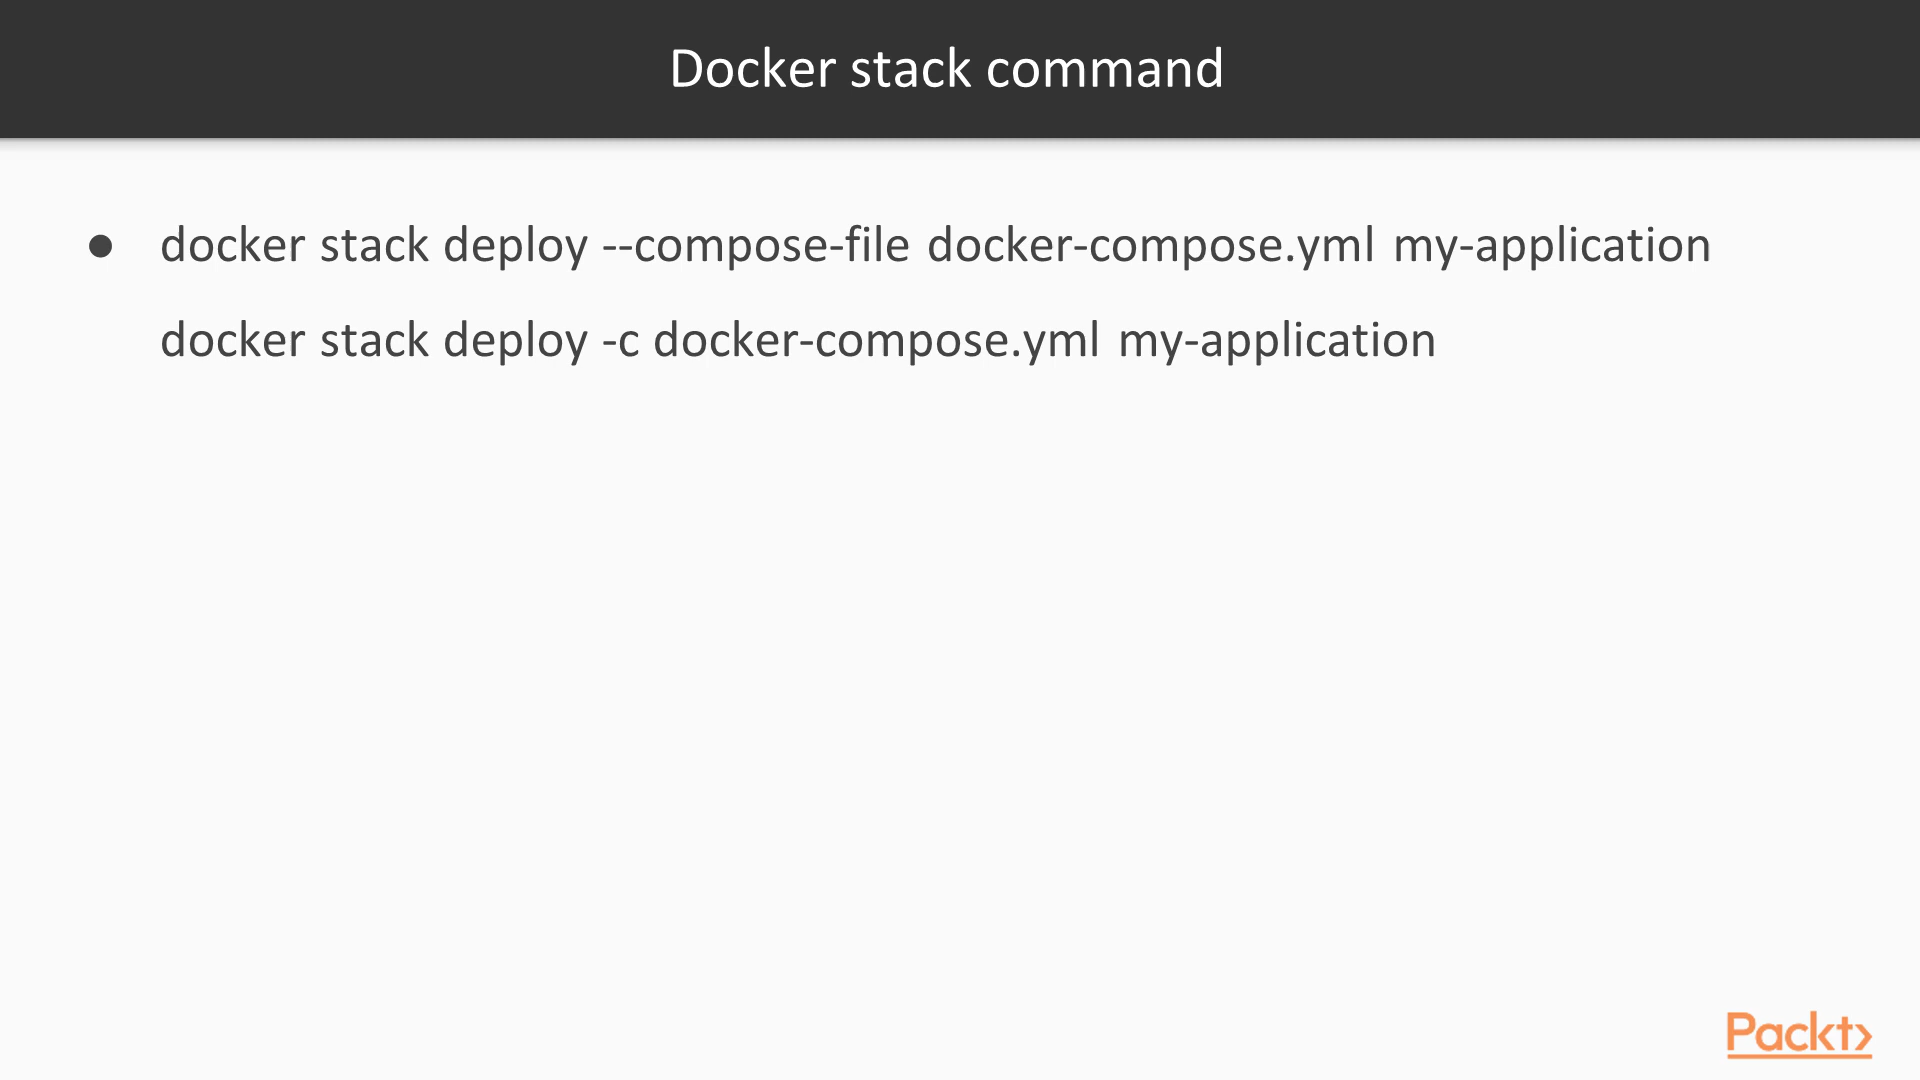 Docker stack command
● docker stack deploy --compose-file docker-compose.yml my-application
docker stack deploy -c docker-compose.yml my-application
Packt>